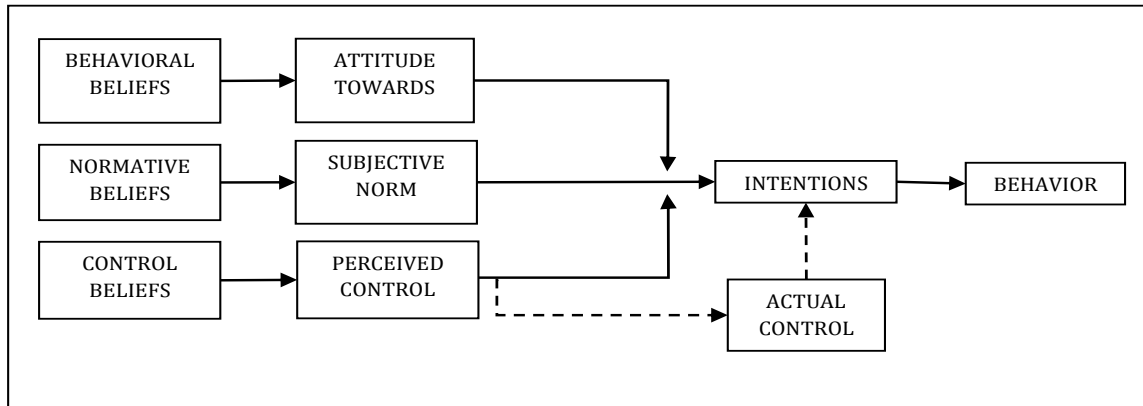 BEHAVIORAL
BELIEFS
ATTITUDE
TOWARDS
NORMATIVE
BELIEFS
SUBJECTIVE
NORM
INTENTIONS
BEHAVIOR
CONTROL
BELIEFS
PERCEIVED
CONTROL
ACTUAL
CONTROL